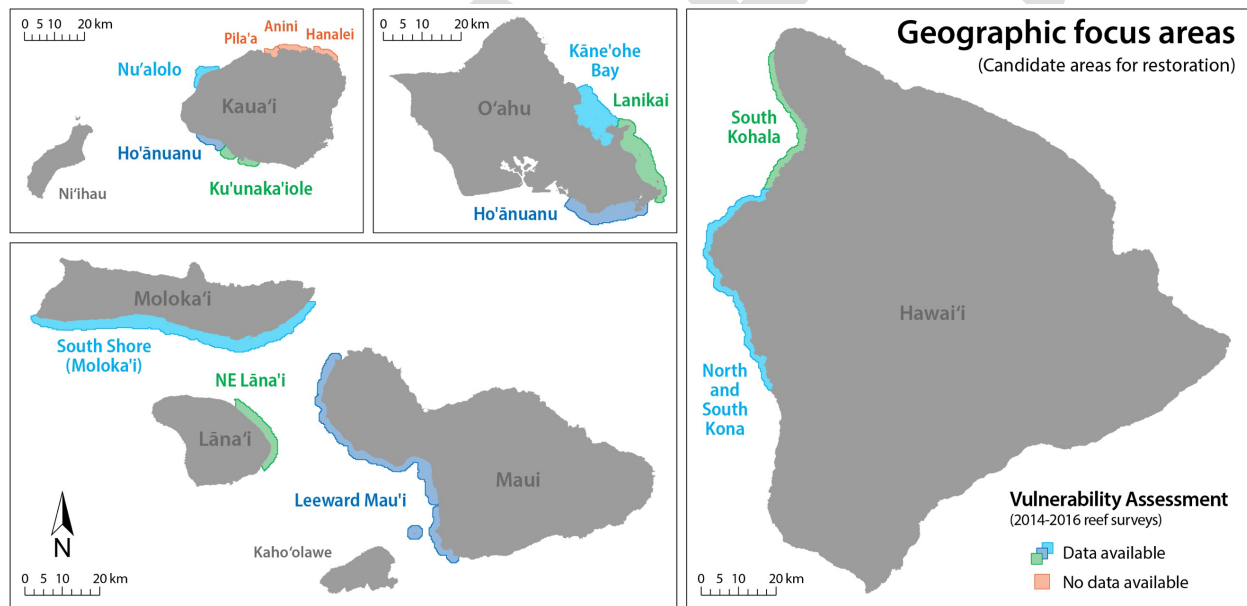 Geographic focus areas
(Candidate areas for restoration)
0 5 10 20 km
Pila'a
Anini
Hanalei
Nu'alolo
Kaua'i
Ho'ānuanu
Ku'unaka'iole
Ni'ihau
0 5 10 20 km
Kāne'ohe
Bay
Lanikai
O'ahu
Ho'ānuanu
South
Kohala
Hawai'i
North
and
South
Kona
Moloka'i
South Shore
(Moloka'i)
NE Lāna'i
Lāna'i
Leeward Mau'i
Maui
Kaho'olawe
N
0 5 10 20 km
0 5 10 20 km
Vulnerability Assessment
(2014-2016 reef surveys)
Data available
No data available